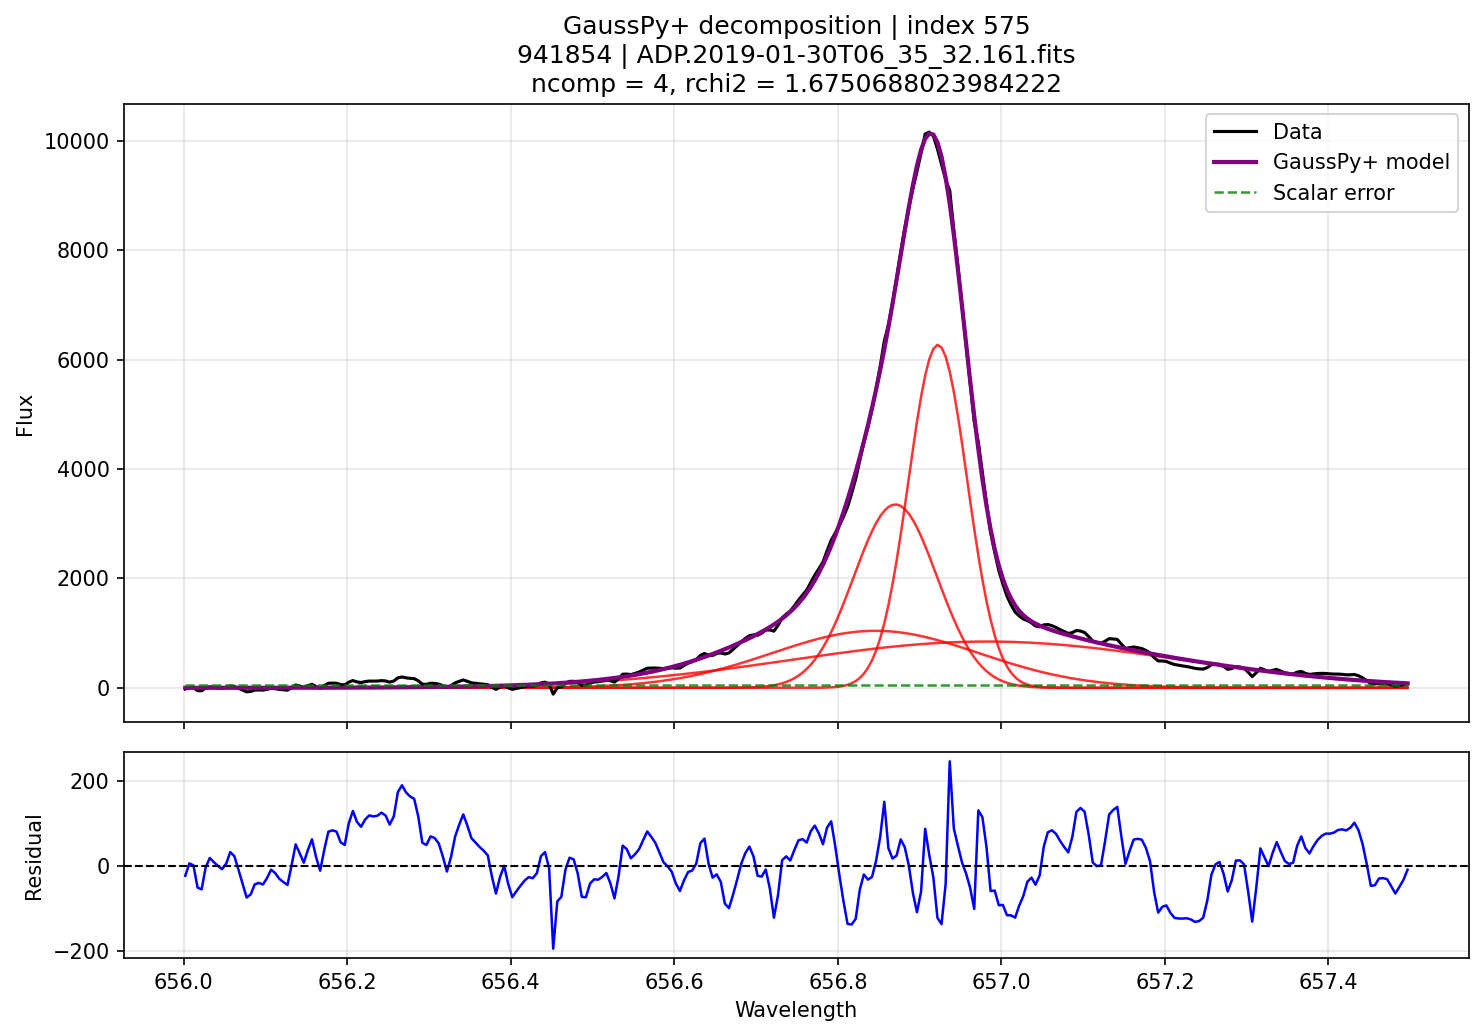 GaussPy+ decomposition | index 575
941854 | ADP.2019-01-30T06_35_32.161.fits
ncomp = 4, rchi2 = 1.6750688023984222
Data
GaussPy+ model
Scalar error
10000
8000
6000
4000
2000
0
Flux
200
0
−200
Residual
656.0
656.2
656.4
656.6
656.8
657.0
657.2
657.4
Wavelength